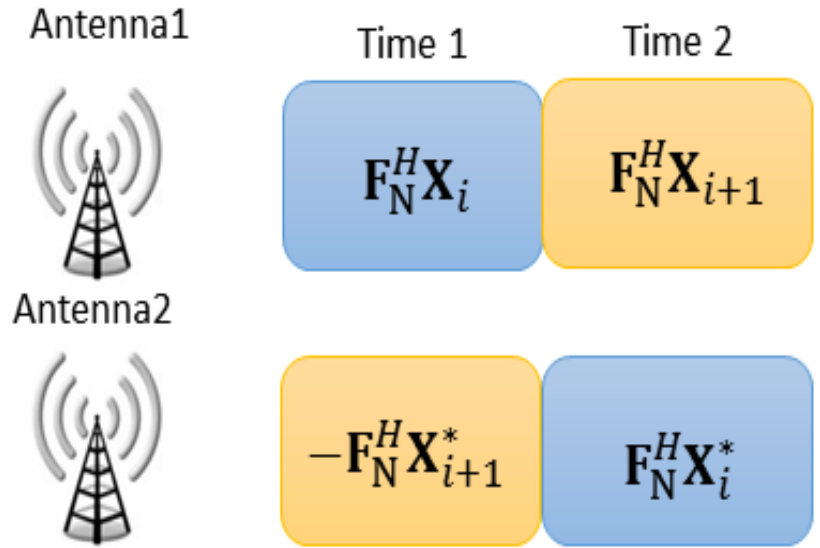 Antenna1
Time 1
Time 2
𝐅_N^H 𝐗_i
𝐅_N^H 𝐗_{i+1}
Antenna2
−𝐅_N^H 𝐗_{i+1}^*
𝐅_N^H 𝐗_i^*